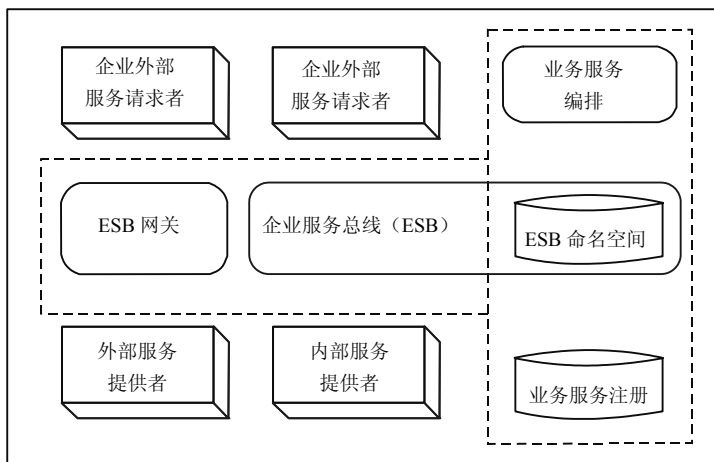 企业外部
服务请求者
企业外部
服务请求者
业务服务
编排
ESB 网关
企业服务总线（ESB）
ESB 命名空间
外部服务
提供者
内部服务
提供者
业务服务注册